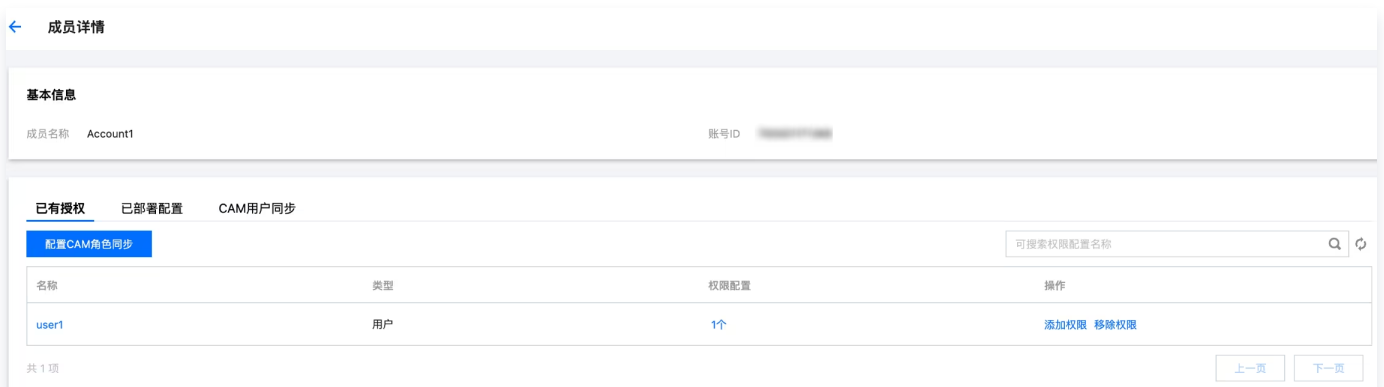 成员详情
基本信息
成员名称 Account1 账号ID
已有授权 已部署配置 CAM用户同步
配置CAM角色同步 可搜索权限配置名称
名称 类型 权限配置 操作
user1 用户 1个 添加权限 移除权限
共 1 项 上一页 下一页